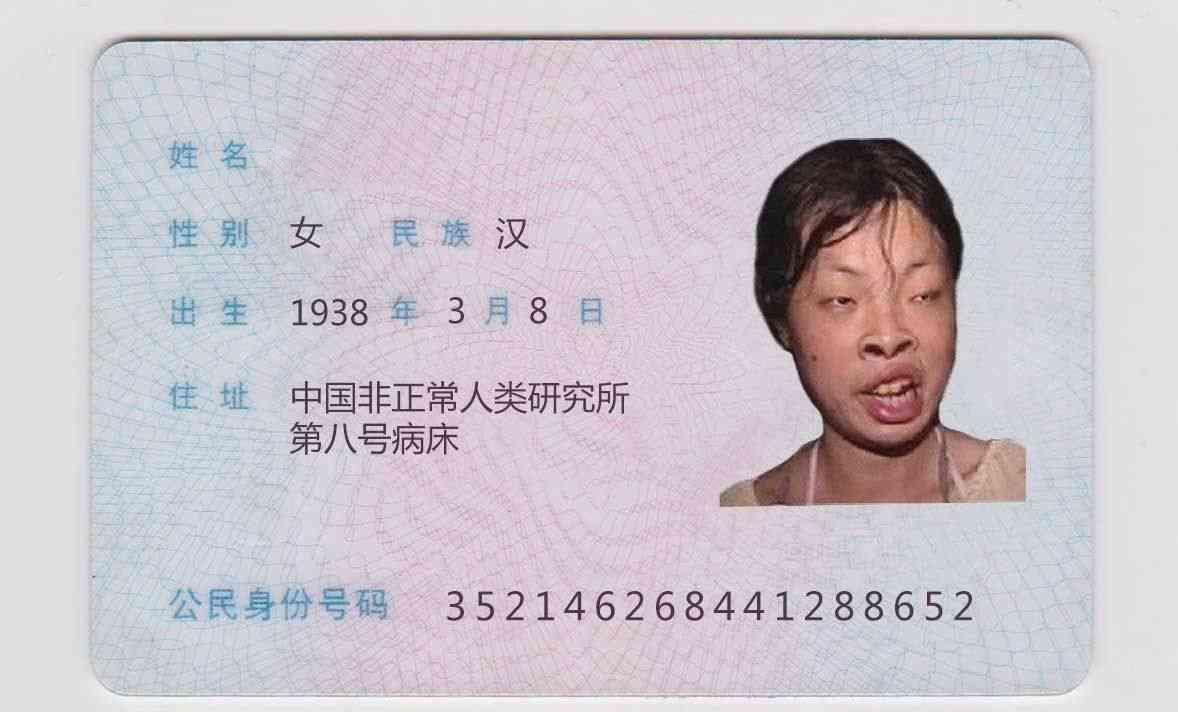 姓 名
性 别 女 民 族 汉
出 生 1938 年 3 月 8 日
住 址 中国非正常人类研究所
第八号病床
公民身份号码 352146268441288652